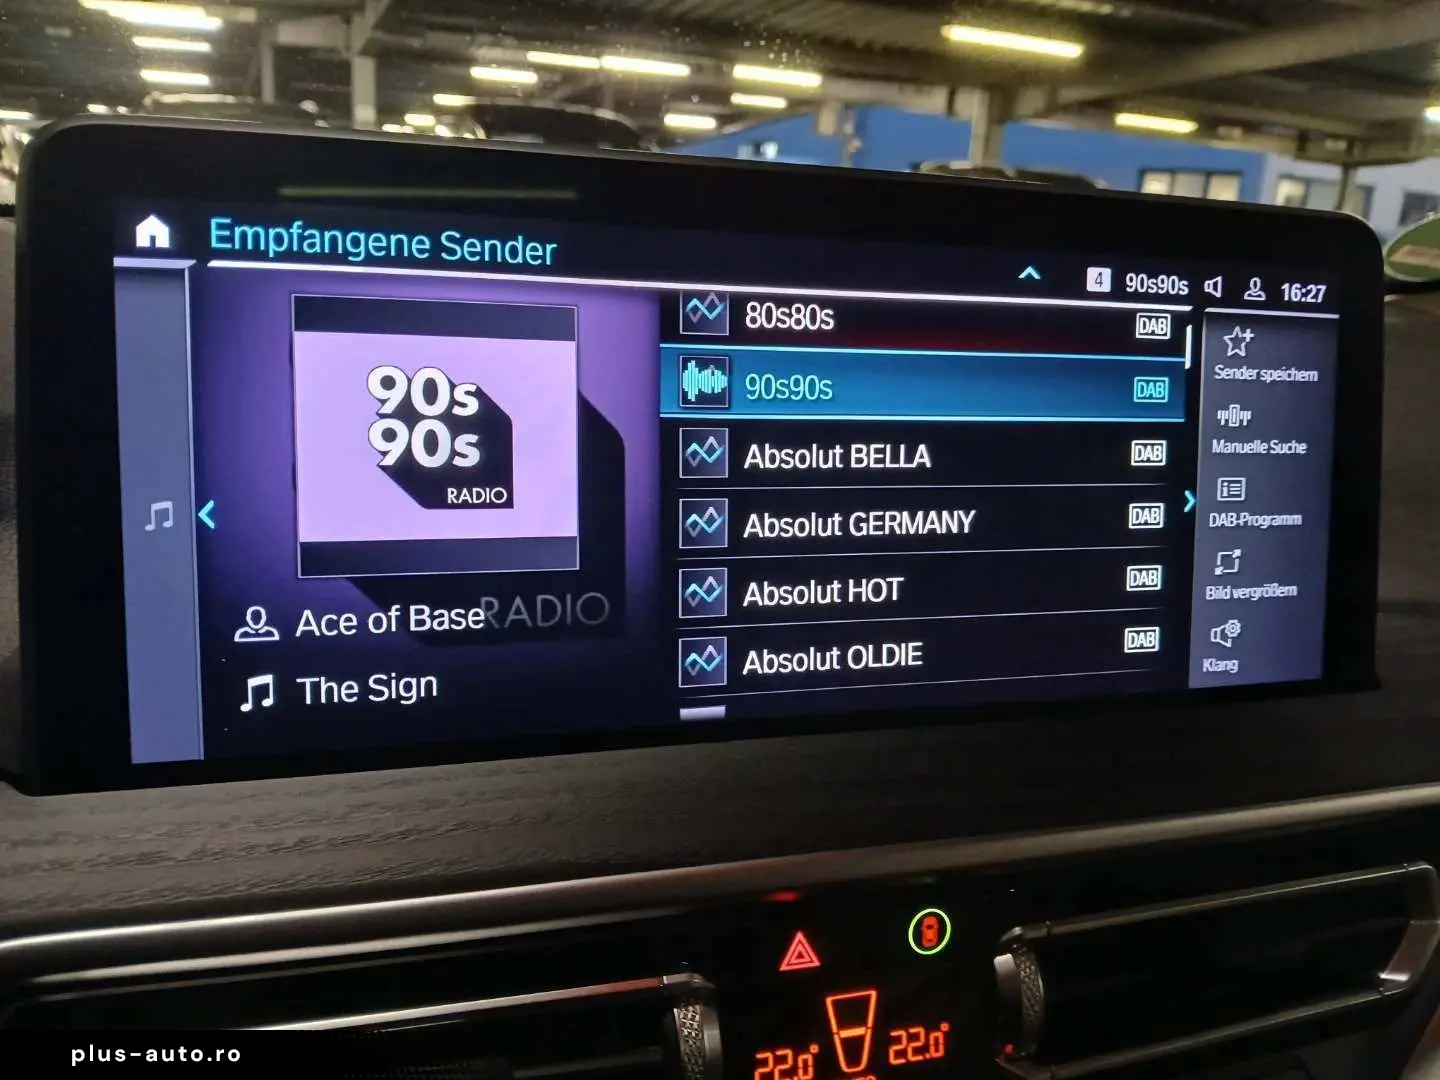 Empfangene Sender
4 90s90s 16:27
90s
90s
RADIO
RADIO
Ace of Base
The Sign
80s80s DAB
90s90s DAB
Absolut BELLA DAB
Absolut GERMANY DAB
Absolut HOT DAB
Absolut OLDIE DAB
Sender speichern
Manuelle Suche
DAB-Programm
Bild vergrößern
Klang
22.0° 22.0°
plus-auto.ro